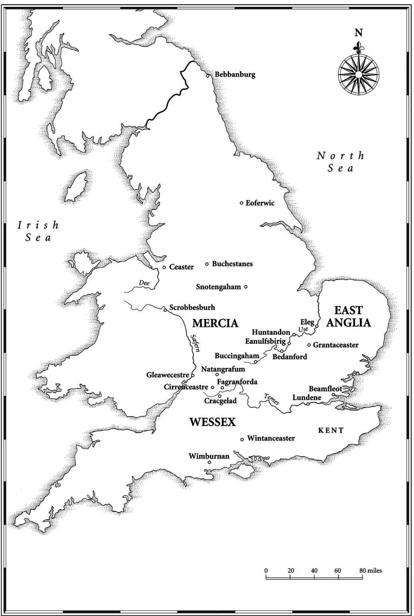 N
Bebbanburg
North
Sea
Eoferwic
Irish
Sea
Ceaster
Buchestanes
Dee
Snotengaham
Scrobbesburh
EAST
ANGLIA
MERCIA
Eleg
Use
Huntandon
Eanulfsbirig
Grantaceaster
Sæfern
Bedanford
Buccingaham
Natangrafum
Gleawecestre
Fagranforda
Cirrenceastre
Beamfleot
Cracgelad
Temes
Lundene
WESSEX
KENT
Wintanceaster
Wimburnan
0 20 40 60 80 miles